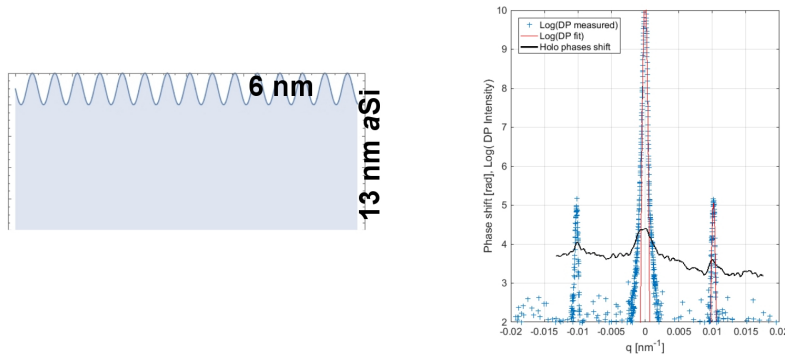 6 nm
13 nm aSi
Log(DP measured)
Log(DP fit)
Holo phases shift
Phase shift [rad], Log( DP Intensity)
10
9
8
7
6
5
4
3
2
-0.02 -0.015 -0.01 -0.005 0 0.005 0.01 0.015 0.02
q [nm⁻¹]